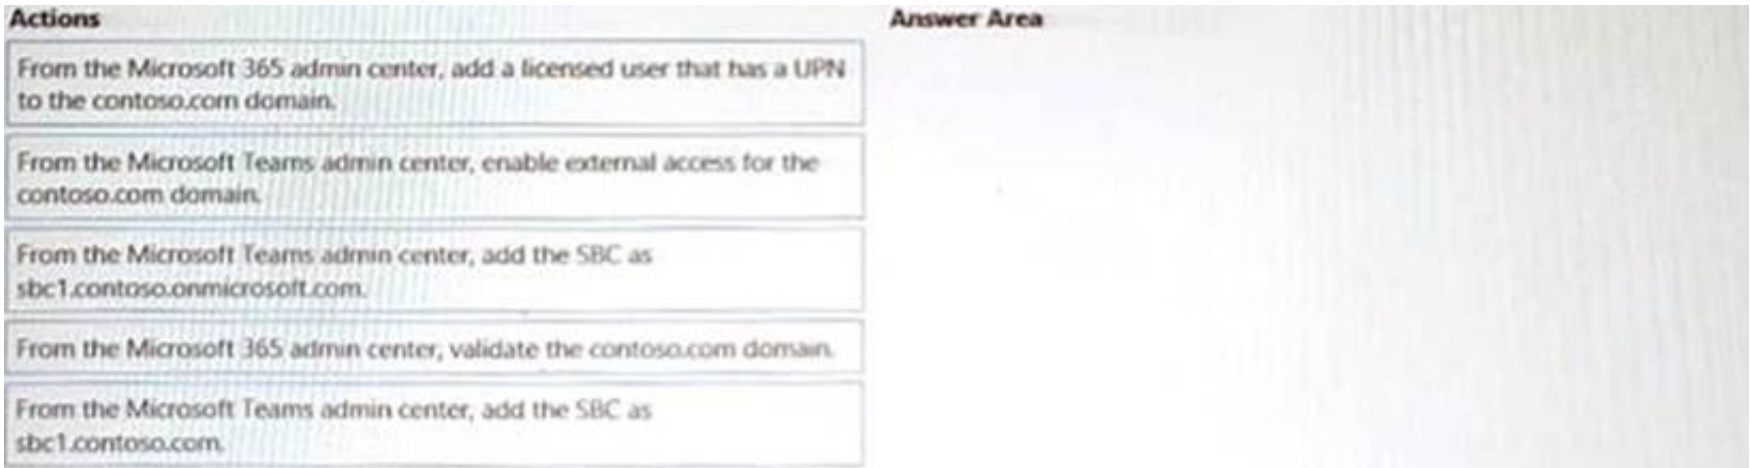 Actions
From the Microsoft 365 admin center, add a licensed user that has a UPN
to the contoso.com domain.
From the Microsoft Teams admin center, enable external access for the
contoso.com domain.
From the Microsoft Teams admin center, add the SBC as
sbc1.contoso.onmicrosoft.com.
From the Microsoft 365 admin center, validate the contoso.com domain.
From the Microsoft Teams admin center, add the SBC as
sbc1.contoso.com.
Answer Area